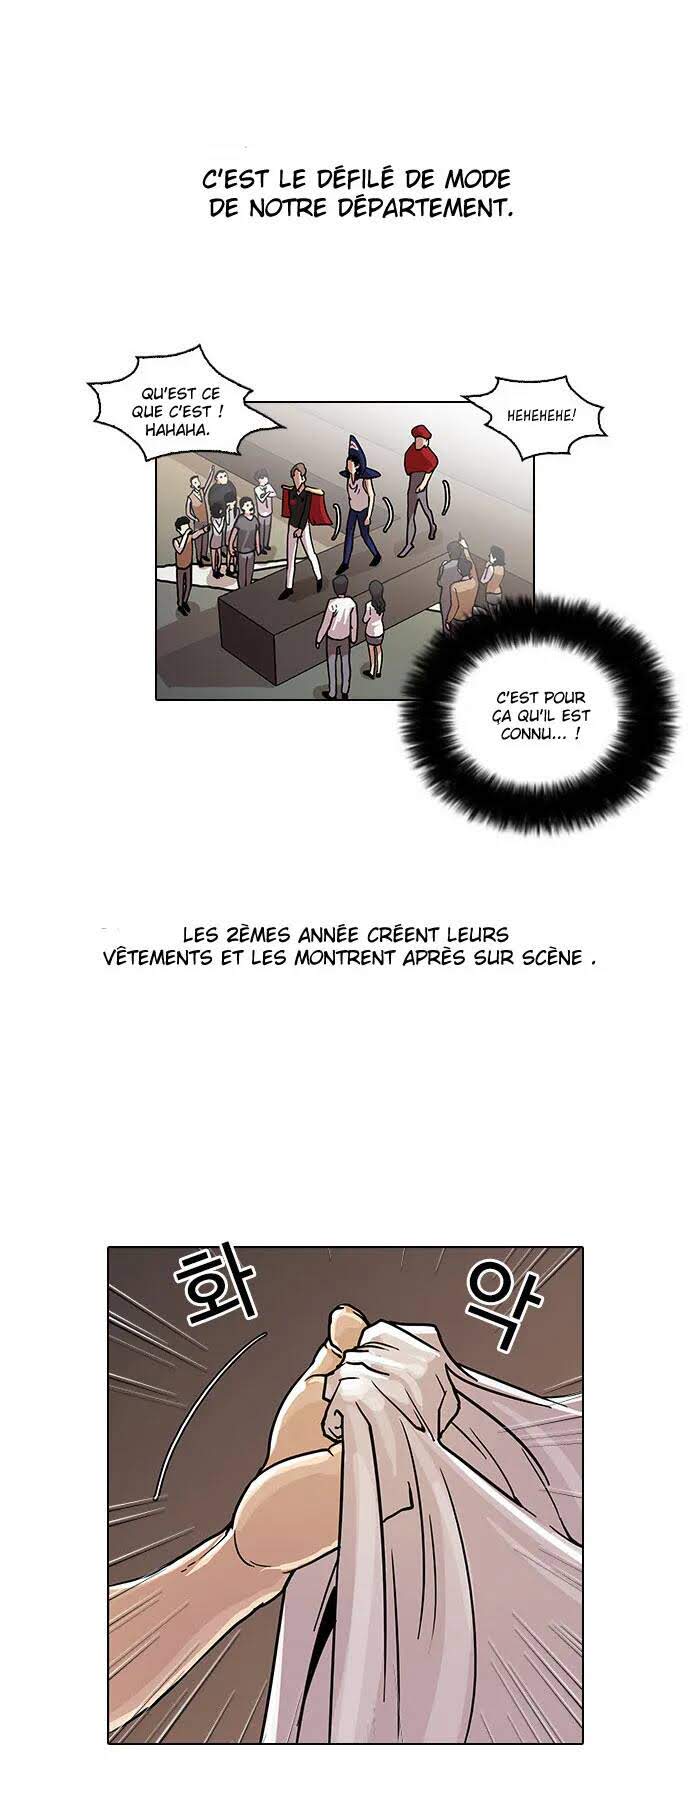 C'EST LE DÉFILÉ DE MODE
DE NOTRE DÉPARTEMENT.
QU'EST CE
QUE C'EST !
HAHAHA.
HEHEHEHE!
C'EST POUR
ÇA QU'IL EST
CONNU... !
LES 2ÈMES ANNÉE CRÉENT LEURS
VÊTEMENTS ET LES MONTRENT APRÈS SUR SCÈNE .
화악